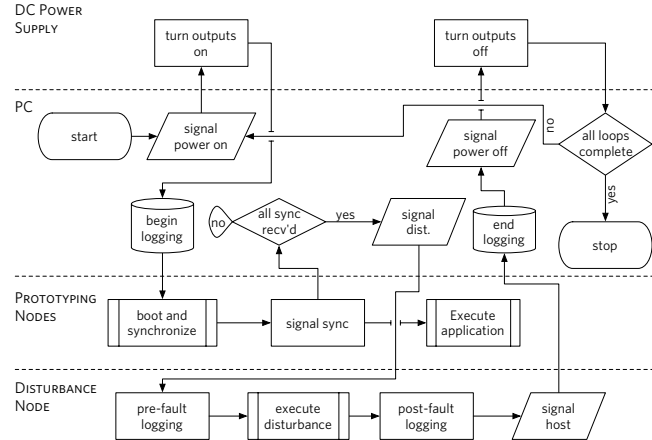 DC Power
Supply
turn outputs
on
turn outputs
off
PC
start
signal
power on
signal
power off
no
all loops
complete
yes
begin
logging
no
all sync
recv'd
yes
signal
dist.
end
logging
stop
Prototyping
Nodes
boot and
synchronize
signal sync
Execute
application
Disturbance
Node
pre-fault
logging
execute
disturbance
post-fault
logging
signal
host